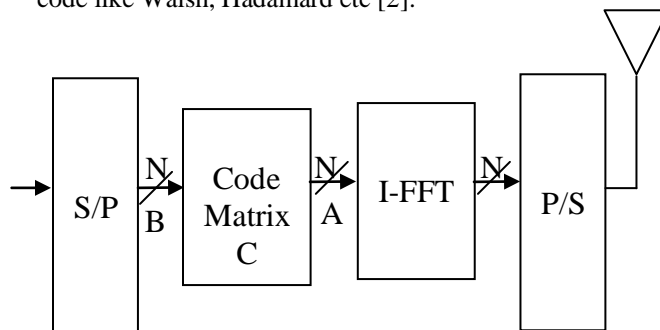 code like Walsh, Hadamard etc [2].
S/P
N
B
Code
Matrix
C
N
A
I-FFT
N
P/S